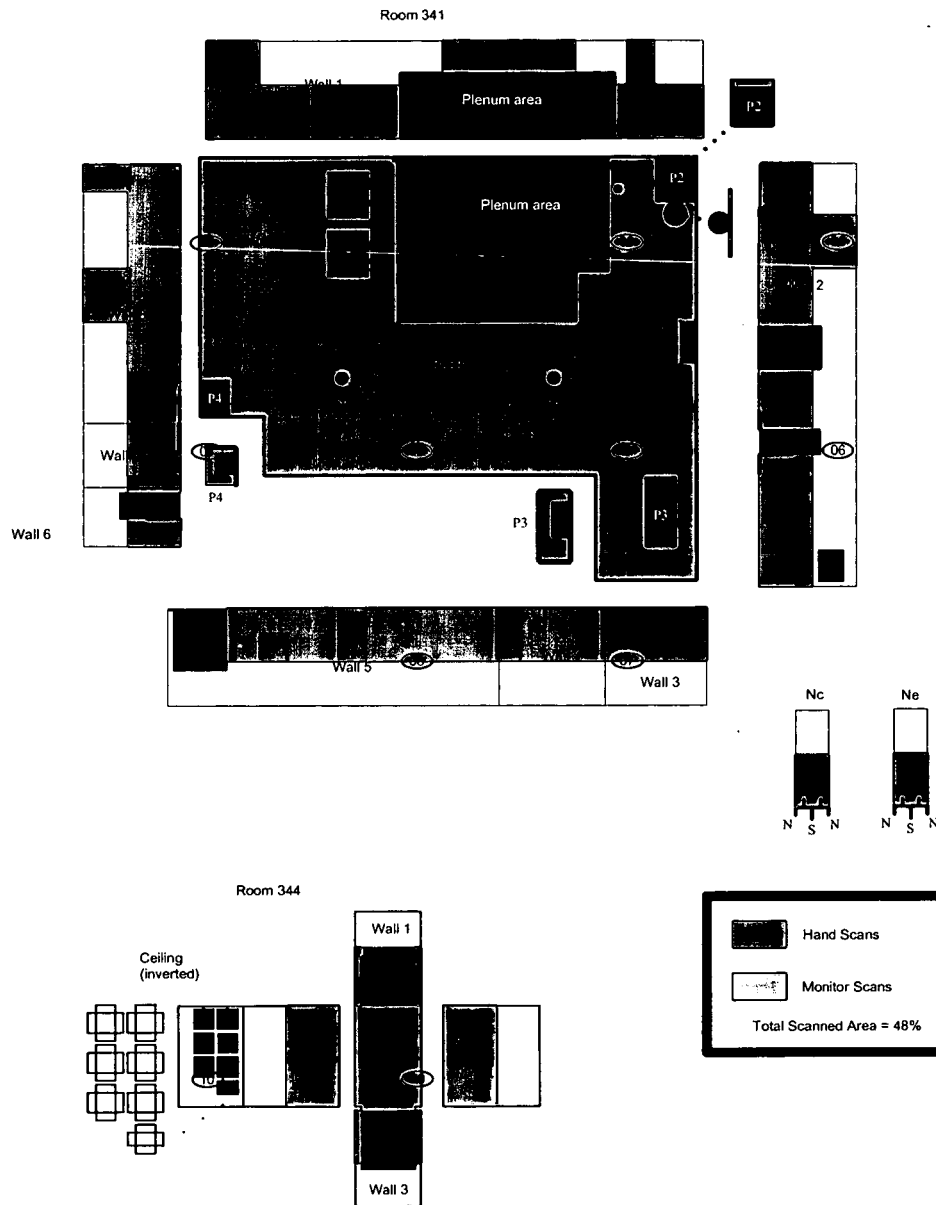 Room 341
Wall 1
Plenum area
P2
P2
Plenum area
2
P4
Wal
06
P4
P3
P3
Wall 6
Wall 5
07
Wall 3
Nc
Ne
N
S
N
N
S
N
Room 344
Wall 1
Hand Scans
Ceiling
(inverted)
Monitor Scans
Total Scanned Area = 48%
10
Wall 3